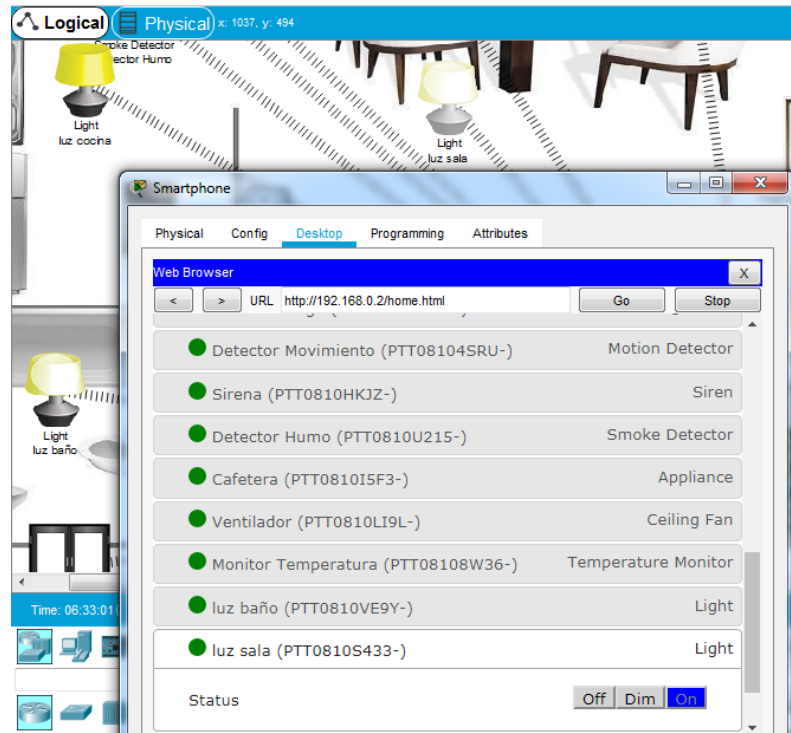 Logical Physical x: 1037, y: 494
Smoke Detector
ector Humo
Light
luz cocina
Light
luz sala
Smartphone
Physical Config Desktop Programming Attributes
Web Browser X
< > URL http://192.168.0.2/home.html Go Stop
Detector Movimiento (PTT08104SRU-) Motion Detector
Sirena (PTT0810HKJZ-) Siren
Detector Humo (PTT0810U215-) Smoke Detector
Cafetera (PTT0810I5F3-) Appliance
Ventilador (PTT0810LI9L-) Ceiling Fan
Monitor Temperatura (PTT08108W36-) Temperature Monitor
luz baño (PTT0810VE9Y-) Light
luz sala (PTT0810S433-) Light
Status Off Dim On
Light
luz baño
Time: 06:33:01